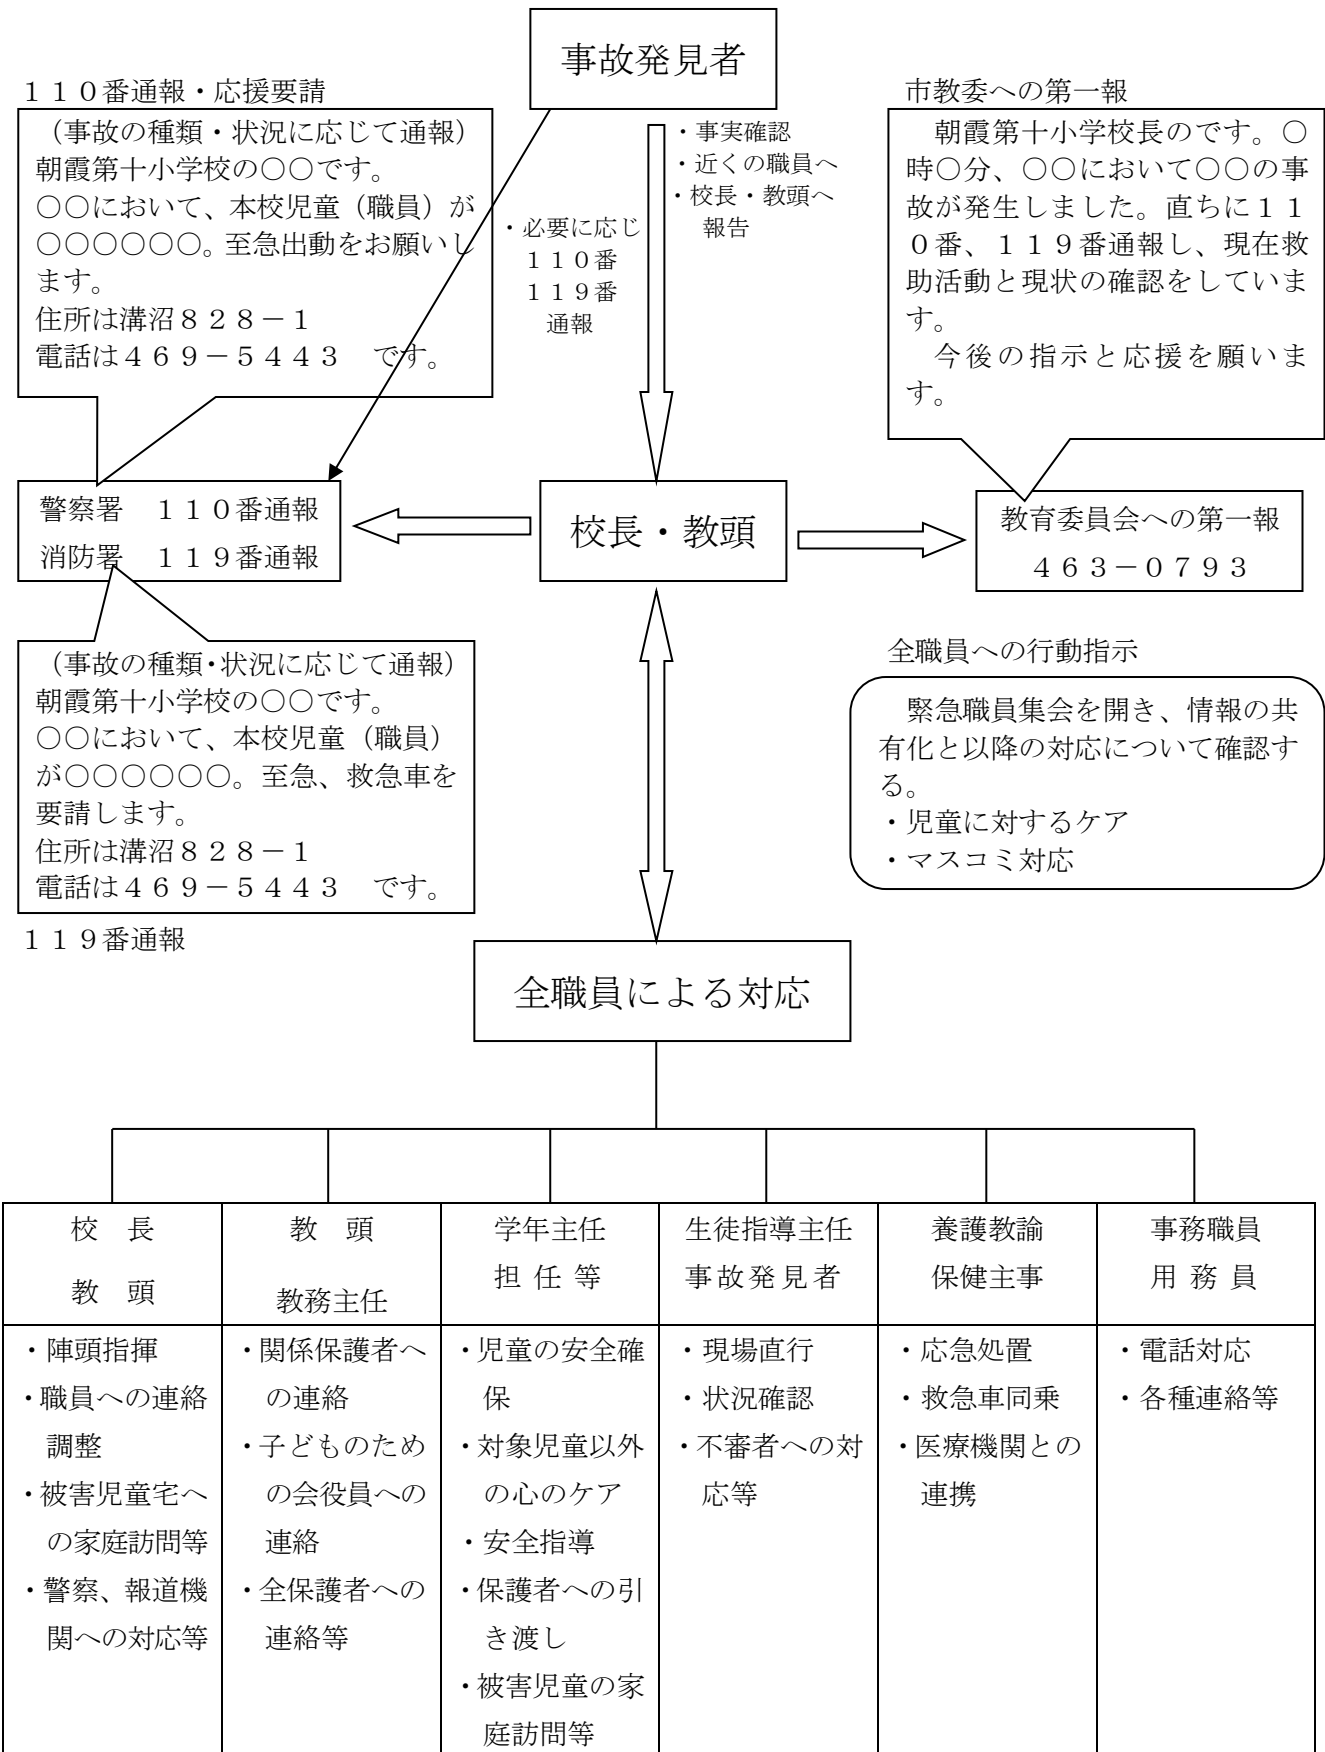 事故発見者
１１０番通報・応援要請
（事故の種類・状況に応じて通報）
朝霞第十小学校の〇〇です。
〇〇において、本校児童（職員）が
〇〇〇〇〇〇。至急出動をお願いし
ます。
住所は溝沼８２８－１
電話は４６９－５４４３　です。
・事実確認
・近くの職員へ
・校長・教頭へ
報告
・必要に応じ
１１０番
１１９番
通報
市教委への第一報
朝霞第十小学校長のです。〇
時〇分、〇〇において〇〇の事
故が発生しました。直ちに１１
０番、１１９番通報し、現在救
助活動と現状の確認をしていま
す。
今後の指示と応援を願いま
す。
警察署　１１０番通報
消防署　１１９番通報
校長・教頭
教育委員会への第一報
４６３－０７９３
（事故の種類・状況に応じて通報）
朝霞第十小学校の〇〇です。
〇〇において、本校児童（職員）
が〇〇〇〇〇〇。至急、救急車を
要請します。
住所は溝沼８２８－１
電話は４６９－５４４３　です。
１１９番通報
全職員への行動指示
緊急職員集会を開き、情報の共
有化と以降の対応について確認す
る。
・児童に対するケア
・マスコミ対応
全職員による対応
校　長
教　頭
・陣頭指揮
・職員への連絡
調整
・被害児童宅へ
の家庭訪問等
・警察、報道機
関への対応等
教　頭
教務主任
・関係保護者へ
の連絡
・子どものため
の会役員への
連絡
・全保護者への
連絡等
学年主任
担 任 等
・児童の安全確
保
・対象児童以外
の心のケア
・安全指導
・保護者への引
き渡し
・被害児童の家
庭訪問等
生徒指導主任
事故発見者
・現場直行
・状況確認
・不審者への対
応等
養護教諭
保健主事
・応急処置
・救急車同乗
・医療機関との
連携
事務職員
用 務 員
・電話対応
・各種連絡等